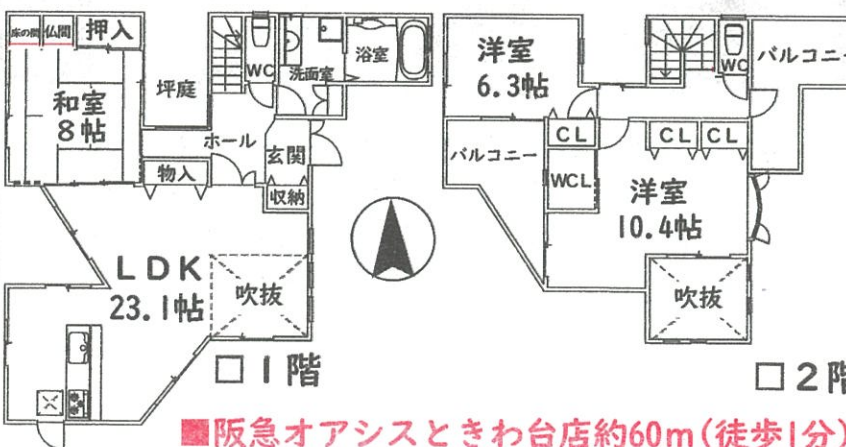 床の間 仏間 押入
和室
8帖
坪庭
WC
洗面室
浴室
ホール
玄関
物入
収納
LDK
23.1帖
吹抜
□1階
洋室
6.3帖
WC
バルコニー
バルコニー
CL
CL
CL
WCL
洋室
10.4帖
吹抜
□2階
■阪急オアシスときわ台店約60m(徒歩1分)